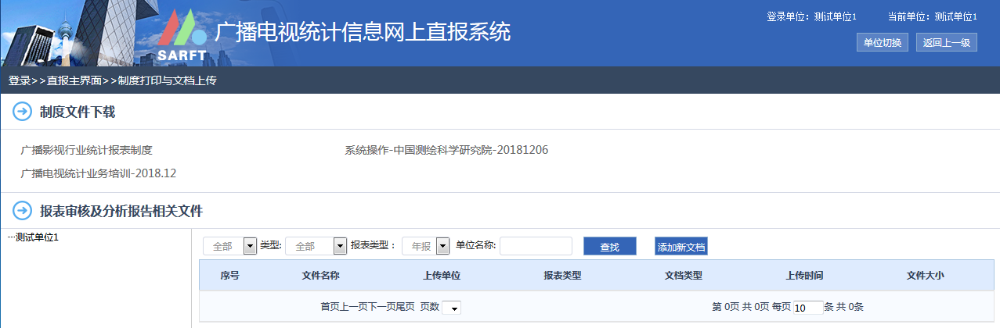 登录单位：测试单位1 当前单位：测试单位1
SARFT 广播电视统计信息网上直报系统
单位切换 返回上一级
登录>>直报主界面>>制度打印与文档上传
制度文件下载
广播影视行业统计报表制度 系统操作-中国测绘科学研究院-20181206
广播电视统计业务培训-2018.12
报表审核及分析报告相关文件
测试单位1
全部 类型: 全部 报表类型： 年报 单位名称: 查找 添加新文档
序号 文件名称 上传单位 报表类型 文档类型 上传时间 文件大小
首页上一页下一页尾页 页数 第 0页 共 0页 每页 10 条 共 0条